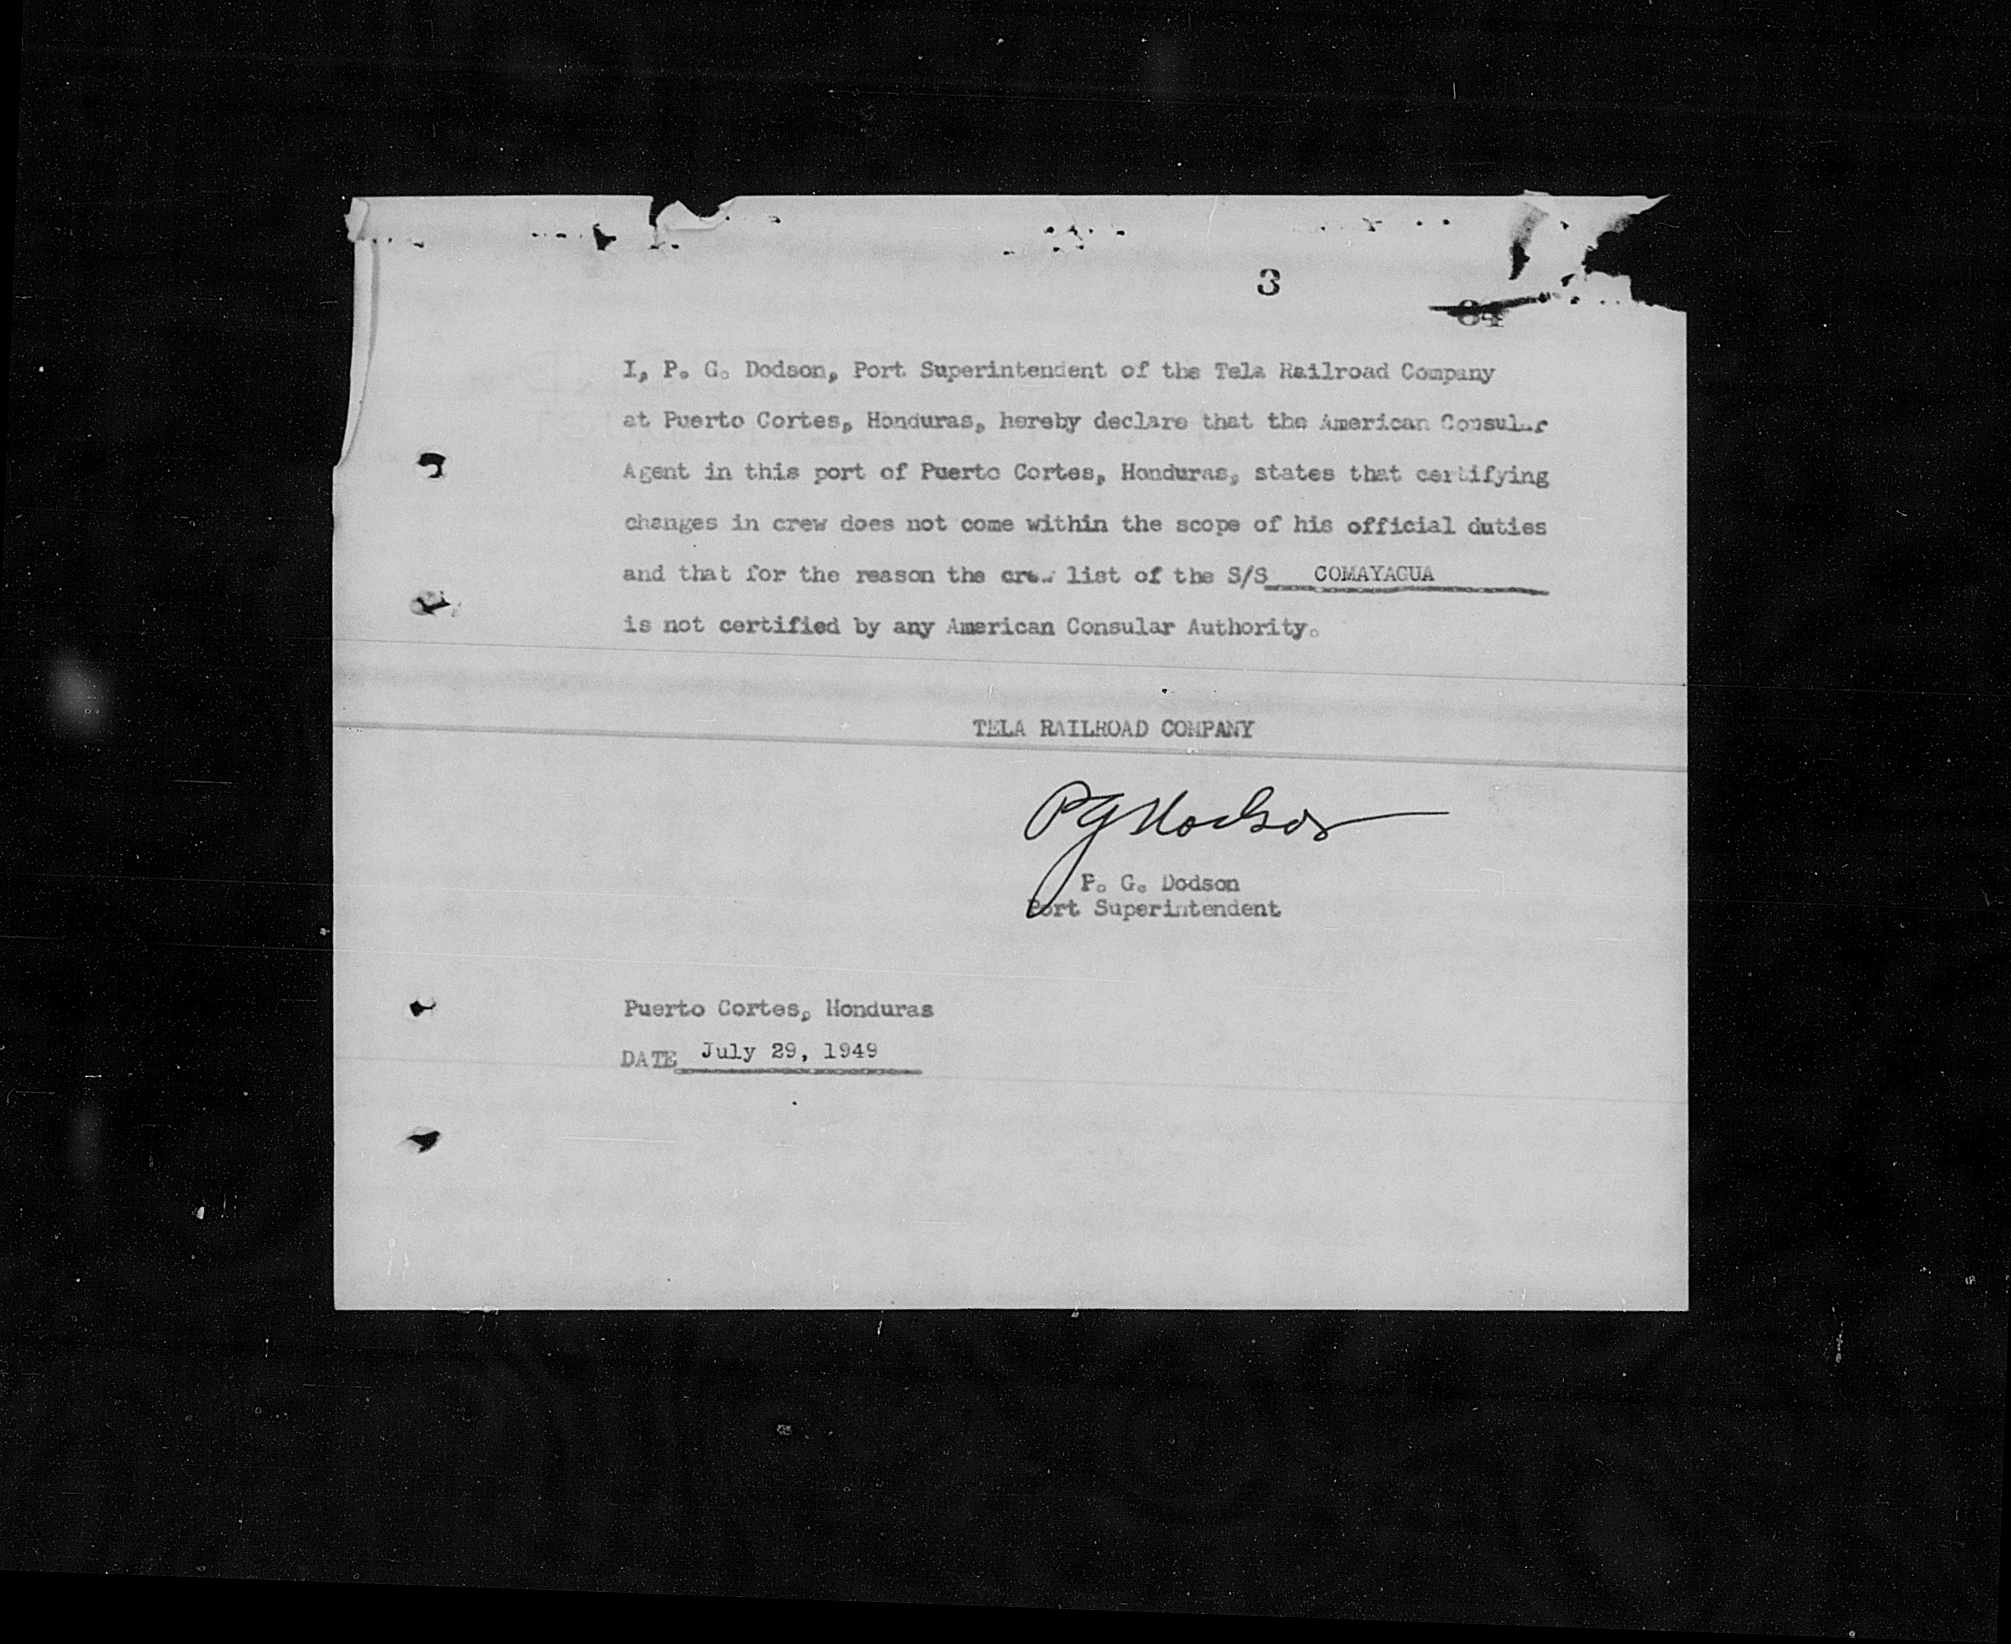 3
84
I, P. G. Dodson, Port Superintendent of the Tela Railroad Company
at Puerto Cortes, Honduras, hereby declare that the American Consular
Agent in this port of Puerto Cortes, Honduras, states that certifying
changes in crew does not come within the scope of his official duties
and that for the reason the crew list of the S/S COMAYAGUA
is not certified by any American Consular Authority.
TELA RAILROAD COMPANY
P G Dodson
P. G. Dodson
Port Superintendent
Puerto Cortes, Honduras
DATE July 29, 1949